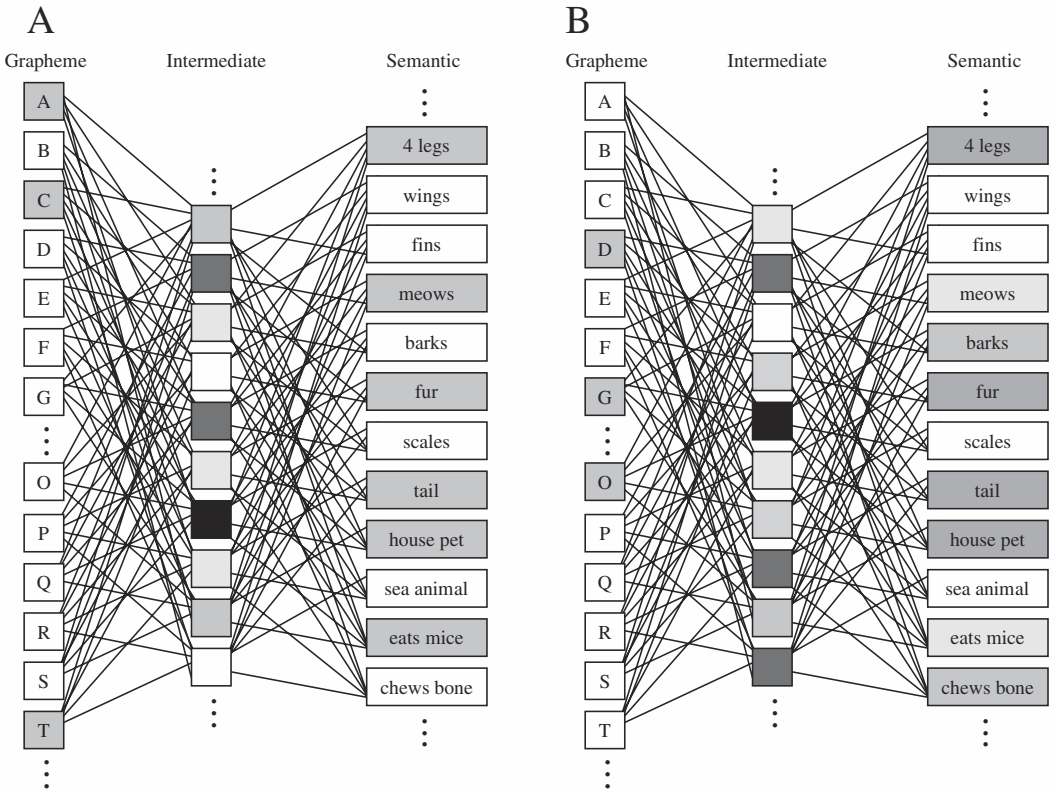 A
Grapheme Intermediate Semantic
A
B
C
D
E
F
G
O
P
Q
R
S
T
4 legs
wings
fins
meows
barks
fur
scales
tail
house pet
sea animal
eats mice
chews bone
B
Grapheme Intermediate Semantic
A
B
C
D
E
F
G
O
P
Q
R
S
T
4 legs
wings
fins
meows
barks
fur
scales
tail
house pet
sea animal
eats mice
chews bone